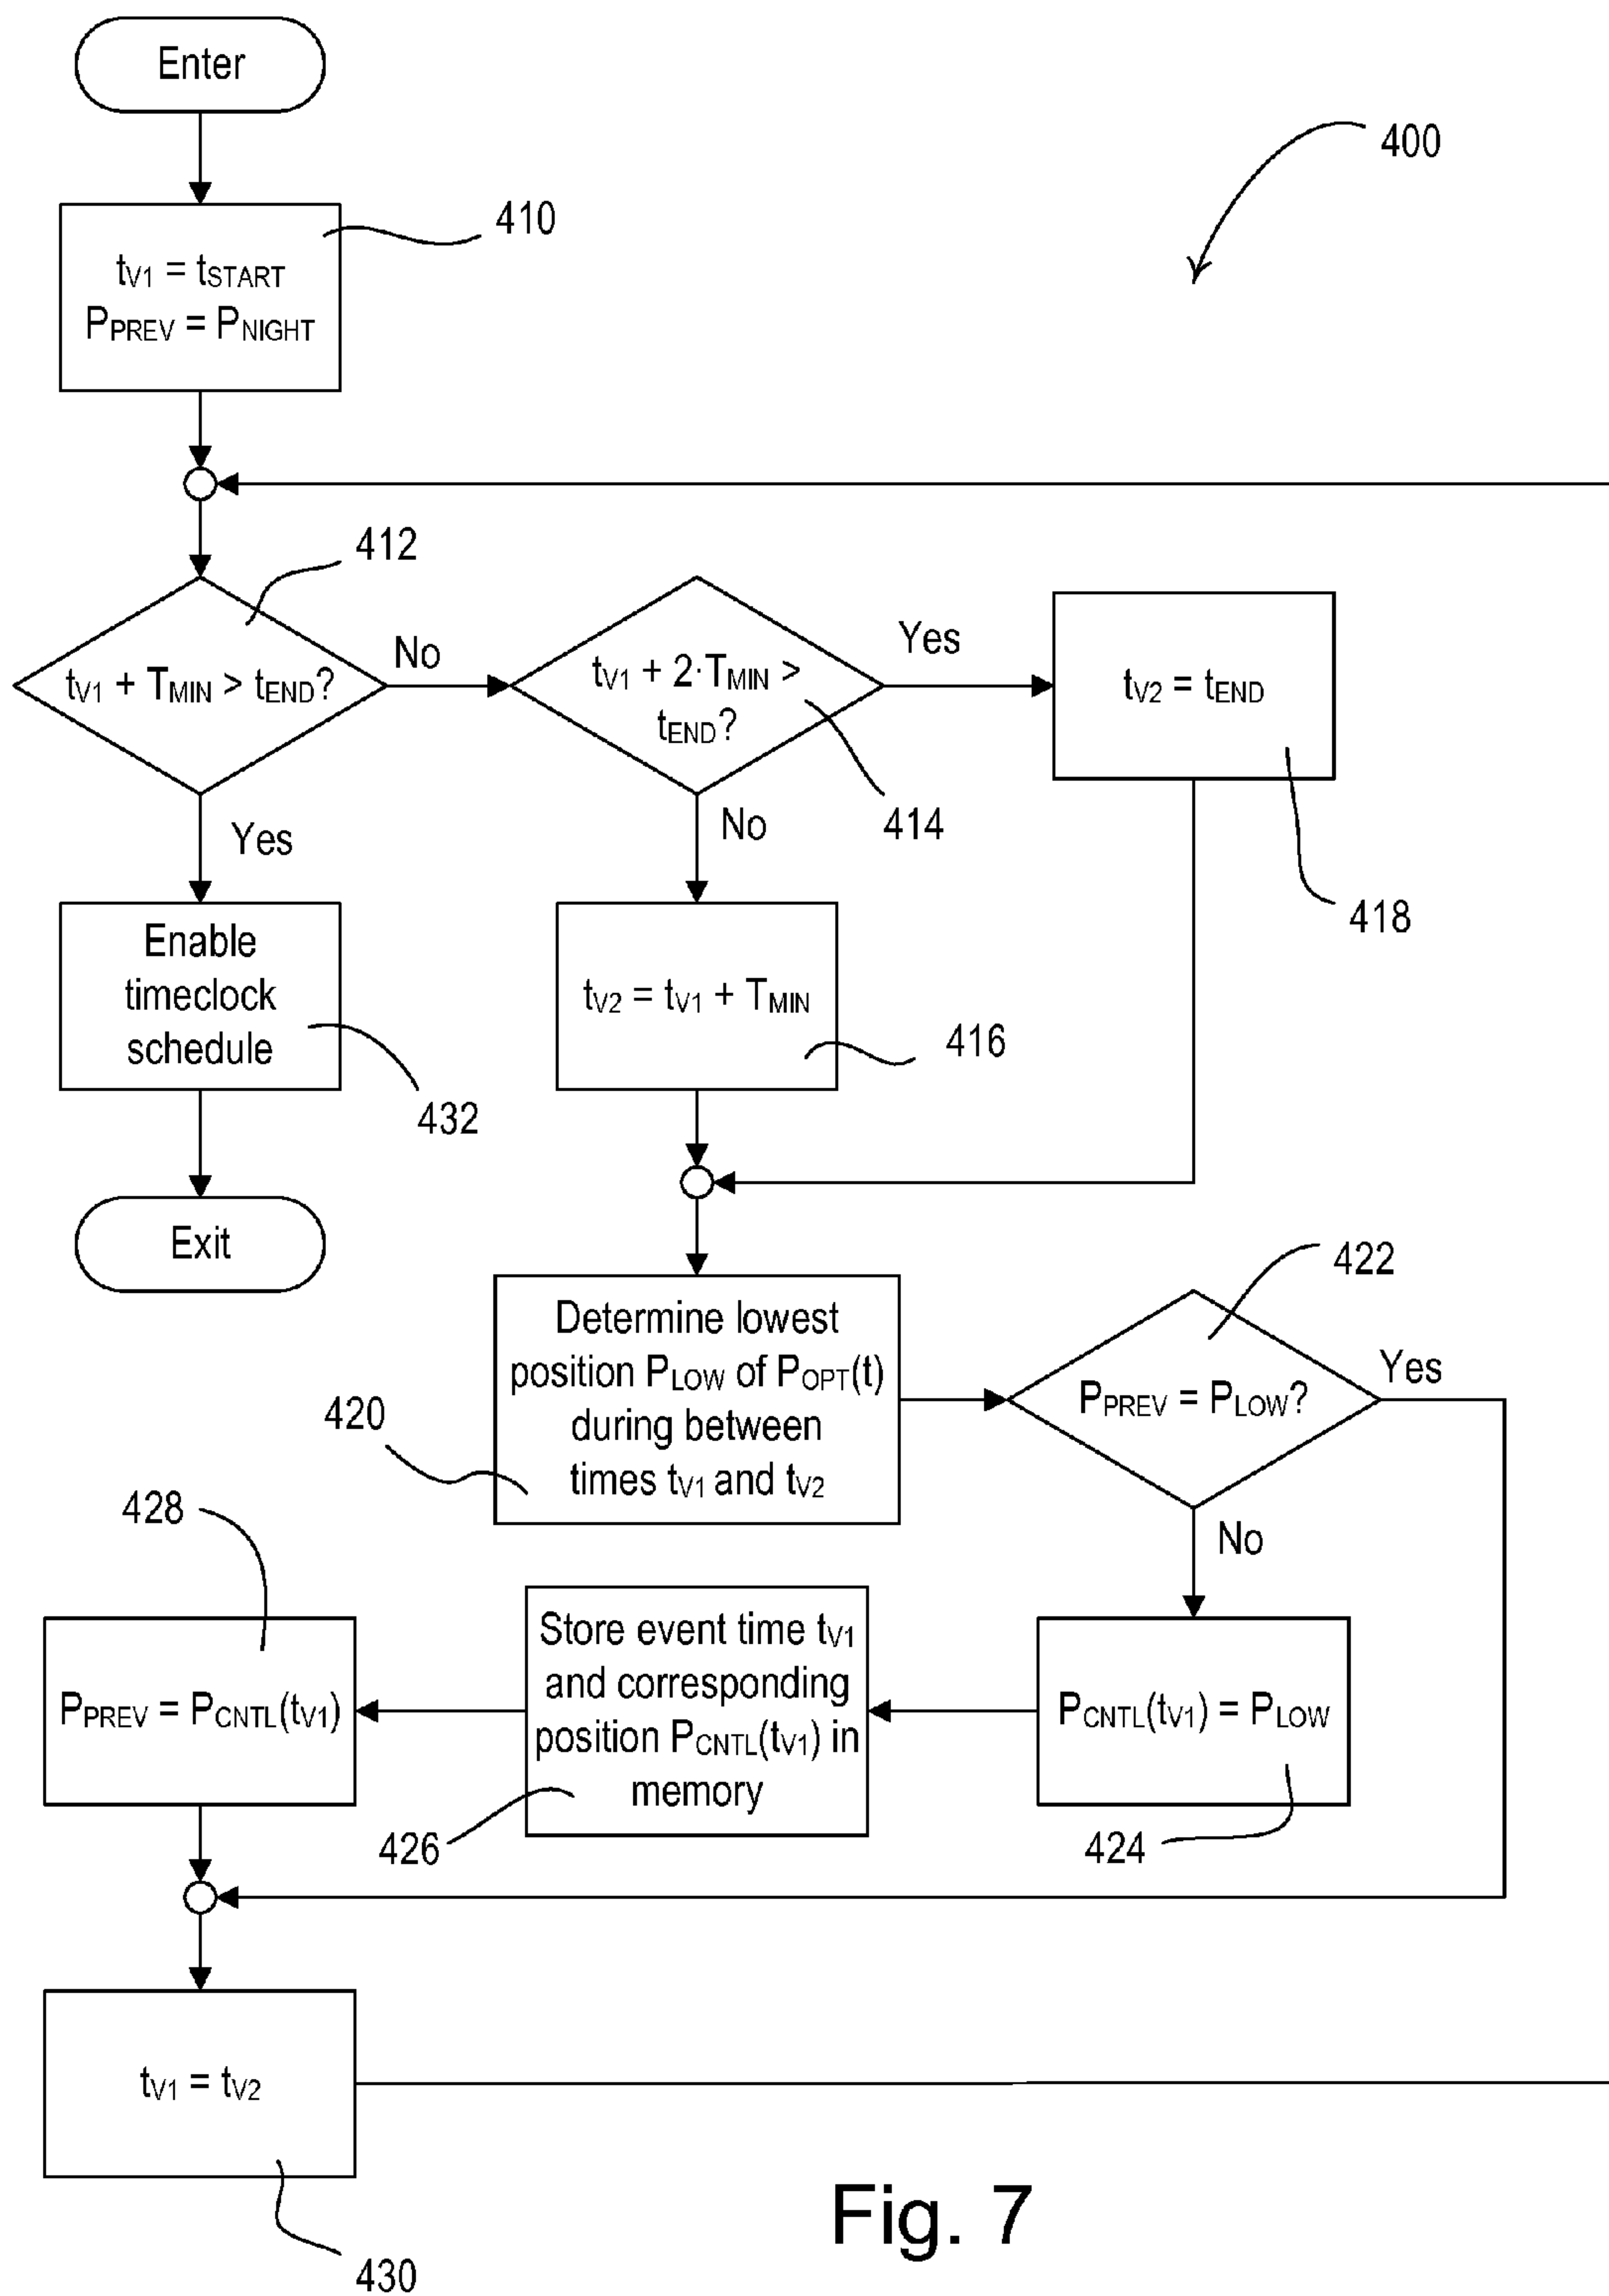 Enter
400
410
tV1 = tSTART
PPREV = PNIGHT
412
tV1 + TMIN > tEND?
No
tV1 + 2·TMIN >
tEND?
Yes
tV2 = tEND
414
Yes
No
418
Enable
timeclock
schedule
tV2 = tV1 + TMIN
416
432
Exit
422
Determine lowest
position PLOW of POPT(t)
during between
times tV1 and tV2
PPREV = PLOW?
Yes
420
428
No
Store event time tV1
and corresponding
position PCNTL(tV1) in
memory
PPREV = PCNTL(tV1)
PCNTL(tV1) = PLOW
426
424
tV1 = tV2
430
Fig. 7